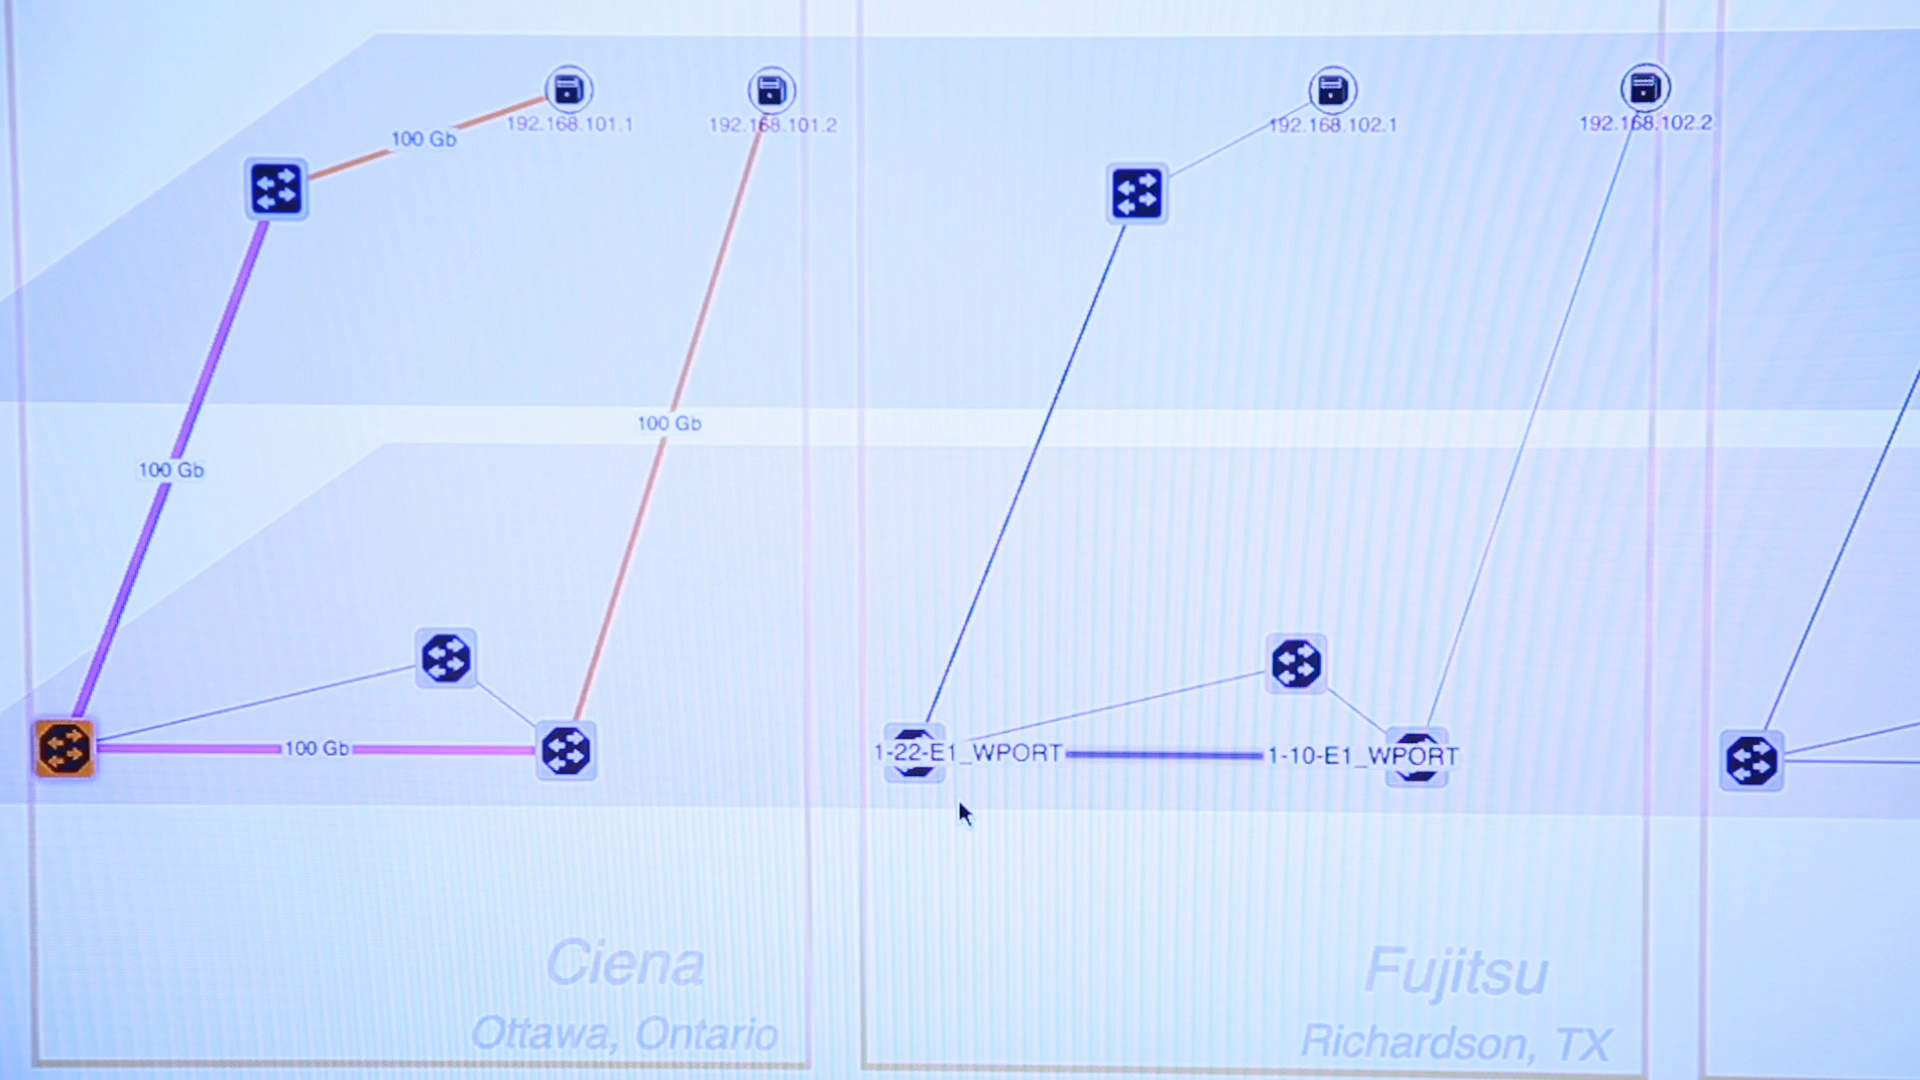 192.168.101.1
192.168.101.2
192.168.102.1
192.168.102.2
100 Gb
100 Gb
100 Gb
100 Gb
1-22-E1_WPORT
1-10-E1_WPORT
Ciena
Ottawa, Ontario
Fujitsu
Richardson, TX